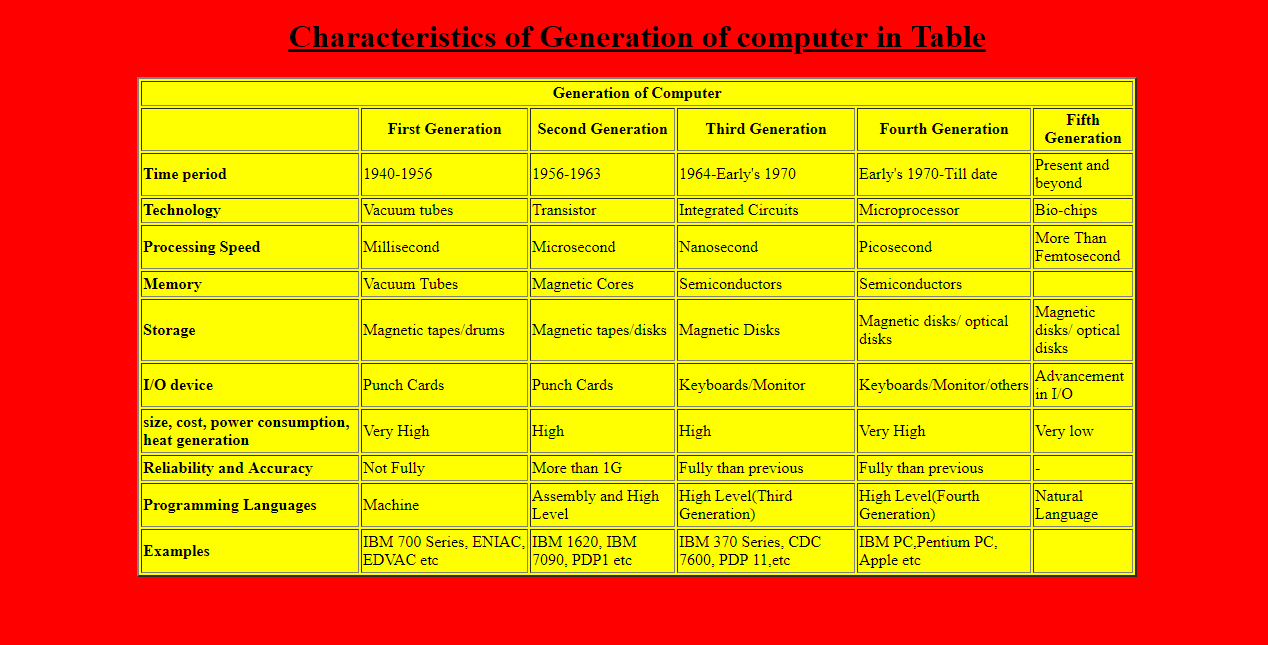 Characteristics of Generation of computer in Table
Generation of Computer
First Generation Second Generation Third Generation Fourth Generation Fifth Generation
Time period 1940-1956 1956-1963 1964-Early's 1970 Early's 1970-Till date Present and beyond
Technology Vacuum tubes Transistor Integrated Circuits Microprocessor Bio-chips
Processing Speed Millisecond Microsecond Nanosecond Picosecond More Than Femtosecond
Memory Vacuum Tubes Magnetic Cores Semiconductors Semiconductors
Storage Magnetic tapes/drums Magnetic tapes/disks Magnetic Disks Magnetic disks/ optical disks Magnetic disks/ optical disks
I/O device Punch Cards Punch Cards Keyboards/Monitor Keyboards/Monitor/others Advancement in I/O
size, cost, power consumption, heat generation Very High High High Very High Very low
Reliability and Accuracy Not Fully More than 1G Fully than previous Fully than previous -
Programming Languages Machine Assembly and High Level High Level(Third Generation) High Level(Fourth Generation) Natural Language
Examples IBM 700 Series, ENIAC, EDVAC etc IBM 1620, IBM 7090, PDP1 etc IBM 370 Series, CDC 7600, PDP 11,etc IBM PC,Pentium PC, Apple etc